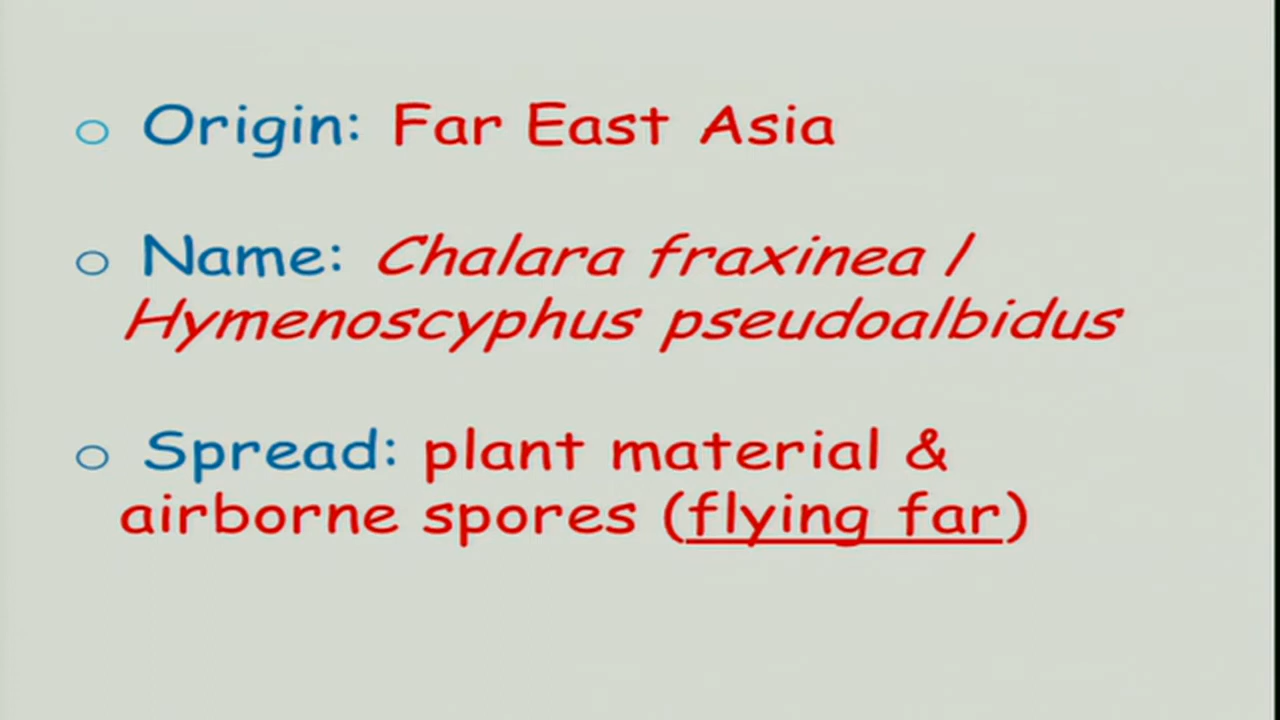 o Origin: Far East Asia
o Name: Chalara fraxinea /
Hymenoscyphus pseudoalbidus
o Spread: plant material &
airborne spores (flying far)